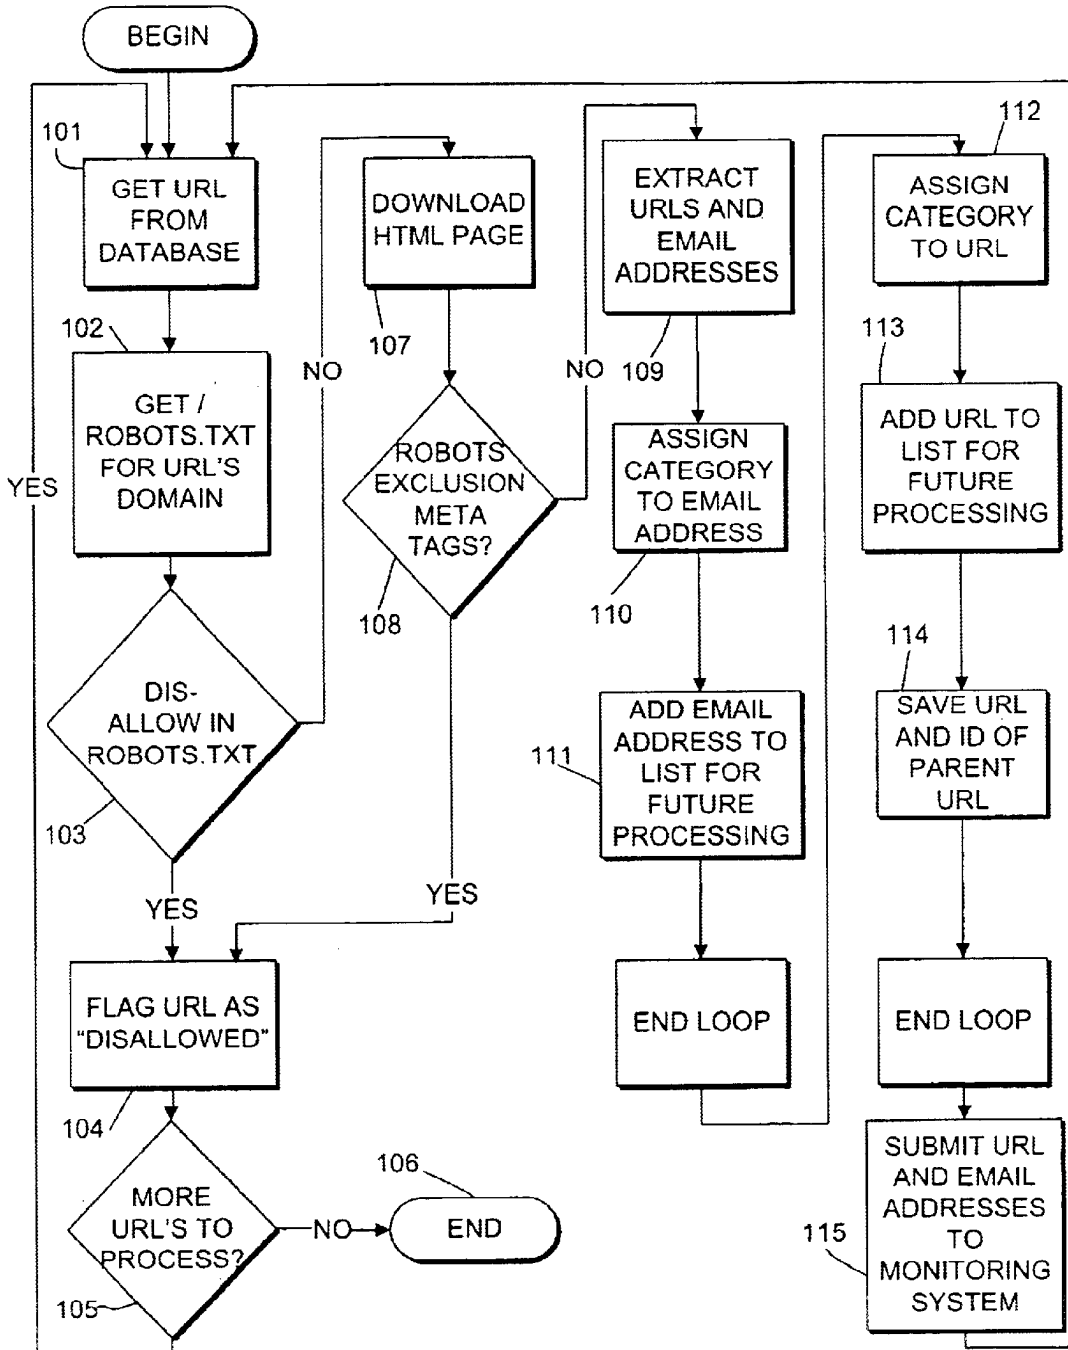 BEGIN
101
GET URL
FROM
DATABASE
102
GET /
ROBOTS.TXT
FOR URL'S
DOMAIN
YES
DIS-
ALLOW IN
ROBOTS.TXT
103
YES
FLAG URL AS
"DISALLOWED"
104
MORE
URL'S TO
PROCESS?
105
NO
106
END
NO
DOWNLOAD
HTML PAGE
107
ROBOTS
EXCLUSION
META
TAGS?
108
YES
NO
EXTRACT
URLS AND
EMAIL
ADDRESSES
109
ASSIGN
CATEGORY
TO EMAIL
ADDRESS
110
ADD EMAIL
ADDRESS TO
LIST FOR
FUTURE
PROCESSING
111
END LOOP
112
ASSIGN
CATEGORY
TO URL
113
ADD URL TO
LIST FOR
FUTURE
PROCESSING
114
SAVE URL
AND ID OF
PARENT
URL
END LOOP
SUBMIT URL
AND EMAIL
ADDRESSES
TO
MONITORING
SYSTEM
115